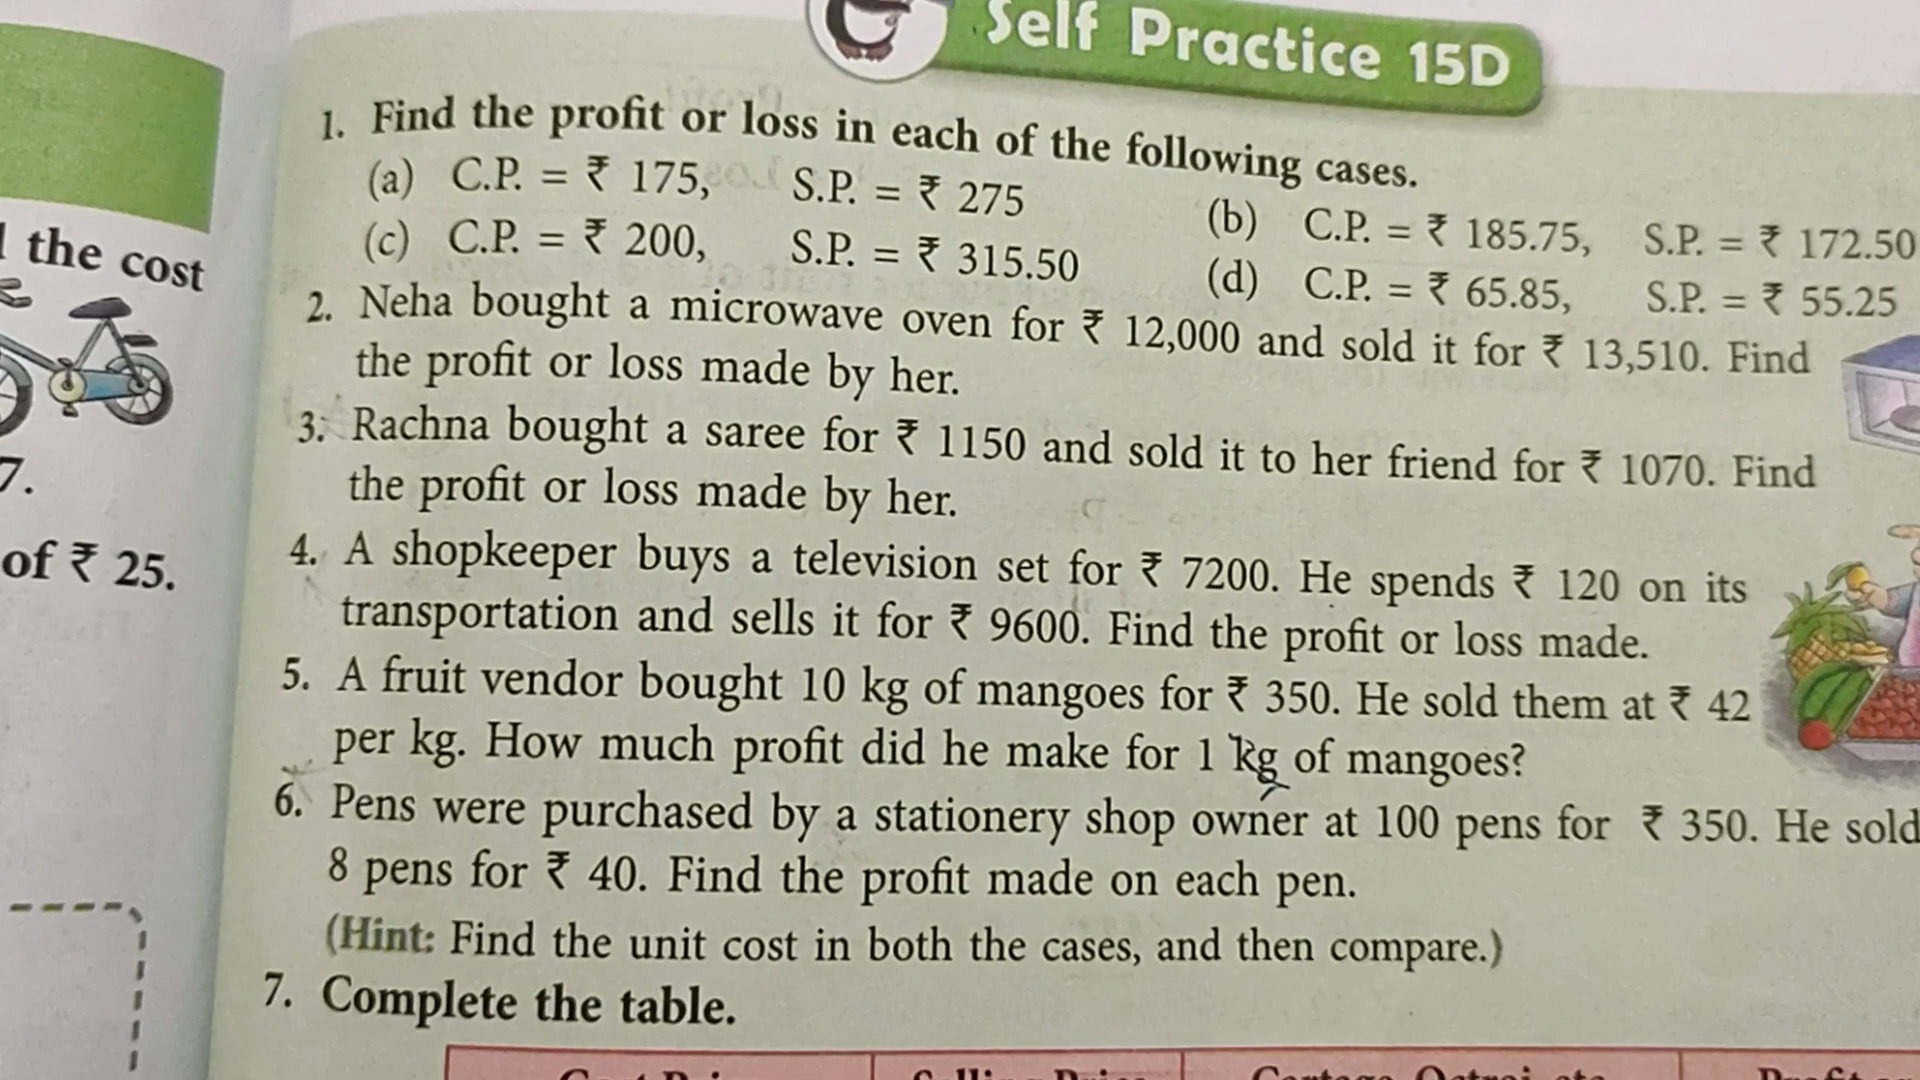 Self Practice 15D
1. Find the profit or loss in each of the following cases.
(a) C.P. = ₹ 175, S.P. = ₹ 275
(b) C.P. = ₹ 185.75, S.P. = ₹ 172.50
(c) C.P. = ₹ 200, S.P. = ₹ 315.50
(d) C.P. = ₹ 65.85, S.P. = ₹ 55.25
2. Neha bought a microwave oven for ₹ 12,000 and sold it for ₹ 13,510. Find
the profit or loss made by her.
3. Rachna bought a saree for ₹ 1150 and sold it to her friend for ₹ 1070. Find
the profit or loss made by her.
4. A shopkeeper buys a television set for ₹ 7200. He spends ₹ 120 on its
transportation and sells it for ₹ 9600. Find the profit or loss made.
5. A fruit vendor bought 10 kg of mangoes for ₹ 350. He sold them at ₹ 42
per kg. How much profit did he make for 1 kg of mangoes?
6. Pens were purchased by a stationery shop owner at 100 pens for ₹ 350. He sold
8 pens for ₹ 40. Find the profit made on each pen.
(Hint: Find the unit cost in both the cases, and then compare.)
7. Complete the table.
the cost
7.
of ₹ 25.